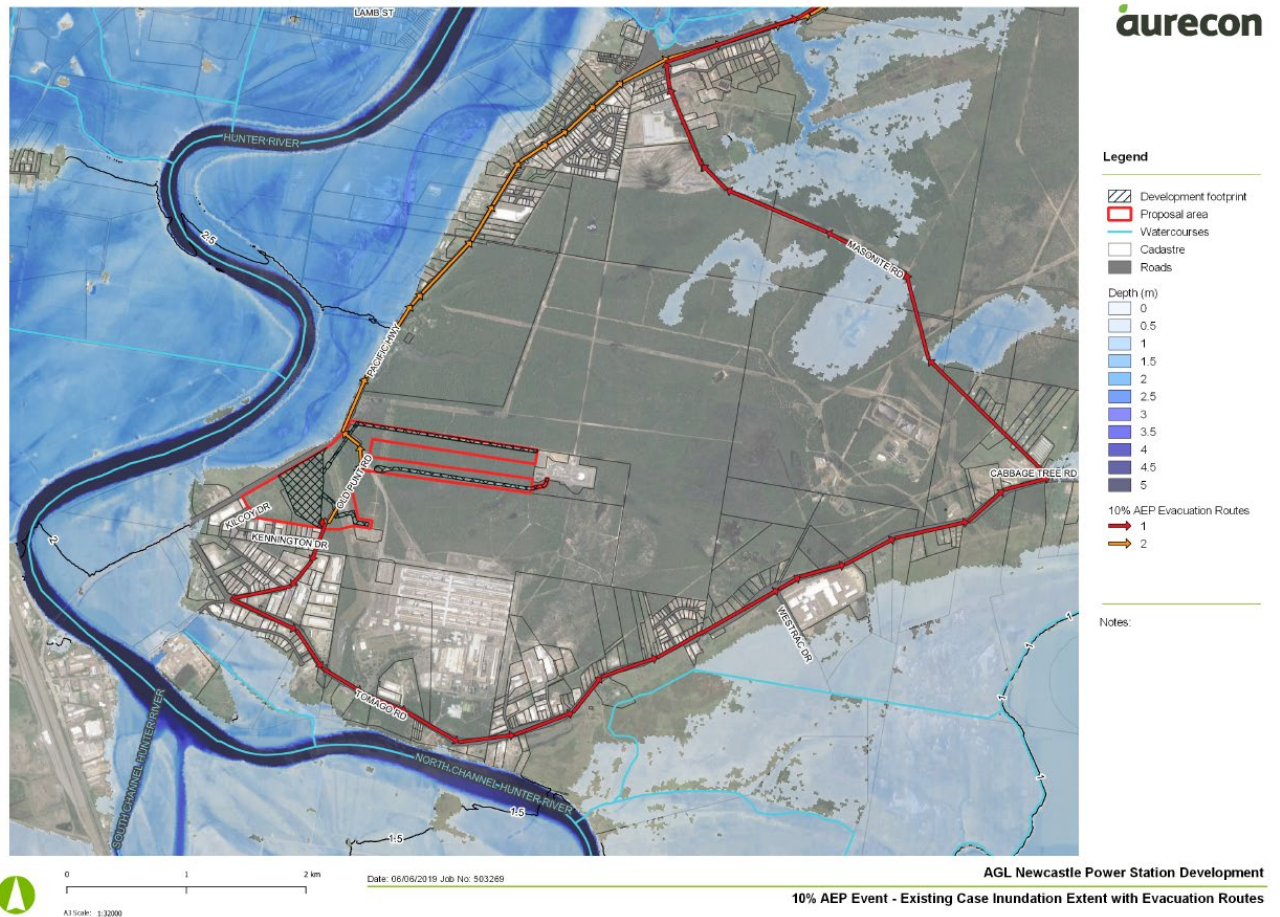 aurecon
LAMB ST
HUNTER RIVER
2.5
PACIFIC HWY
MASONITE RD
OLD PUNT RD
KILCOY DR
KENNINGTON DR
2
CABBAGE TREE RD
WESTRAC DR
TOMAGO RD
NORTH CHANNEL HUNTER RIVER
SOUTH CHANNEL HUNTER RIVER
1.5
1.5
1
1
1
1
Legend
Development footprint
Proposal area
Watercourses
Cadastre
Roads
Depth (m)
0
0.5
1
1.5
2
2.5
3
3.5
4
4.5
5
10% AEP Evacuation Routes
1
2
Notes:
0 1 2 km
A3 Scale: 1:32000
Date: 06/06/2019 Job No: 503269
AGL Newcastle Power Station Development
10% AEP Event - Existing Case Inundation Extent with Evacuation Routes